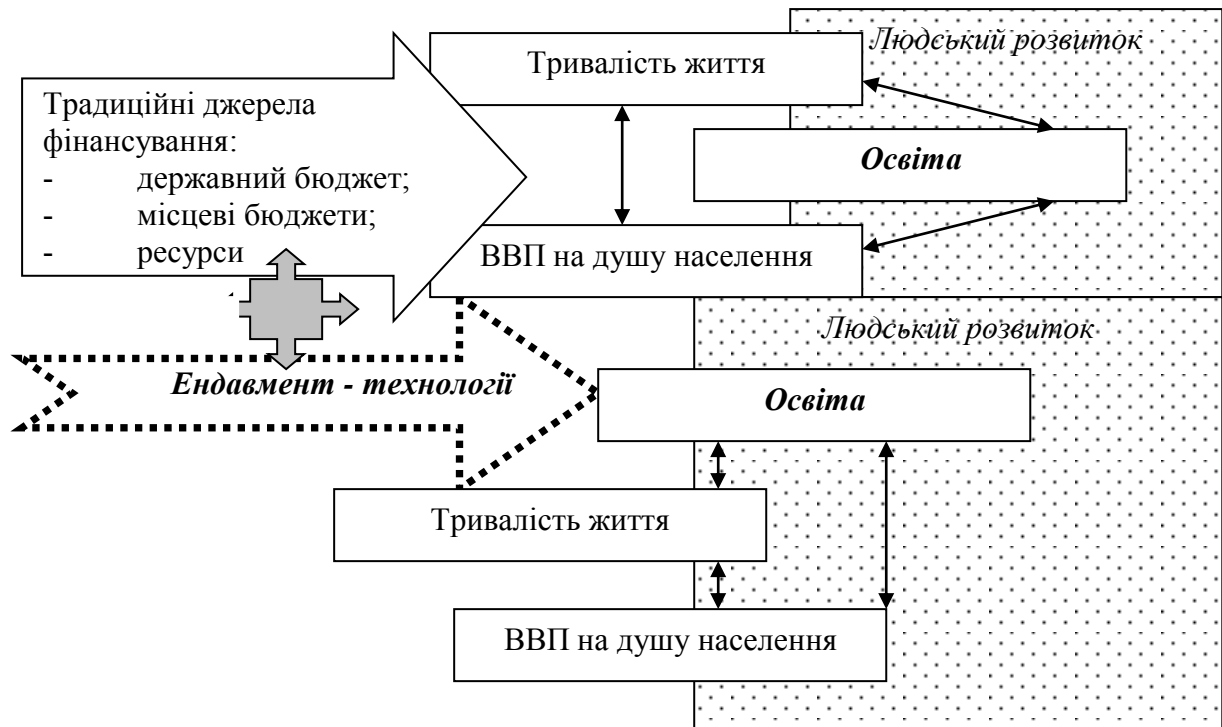 Людський розвиток
Тривалість життя
Традиційні джерела
фінансування:
- державний бюджет;
- місцеві бюджети;
- ресурси
Освіта
ВВП на душу населення
Людський розвиток
Ендавмент - технології
Освіта
Тривалість життя
ВВП на душу населення